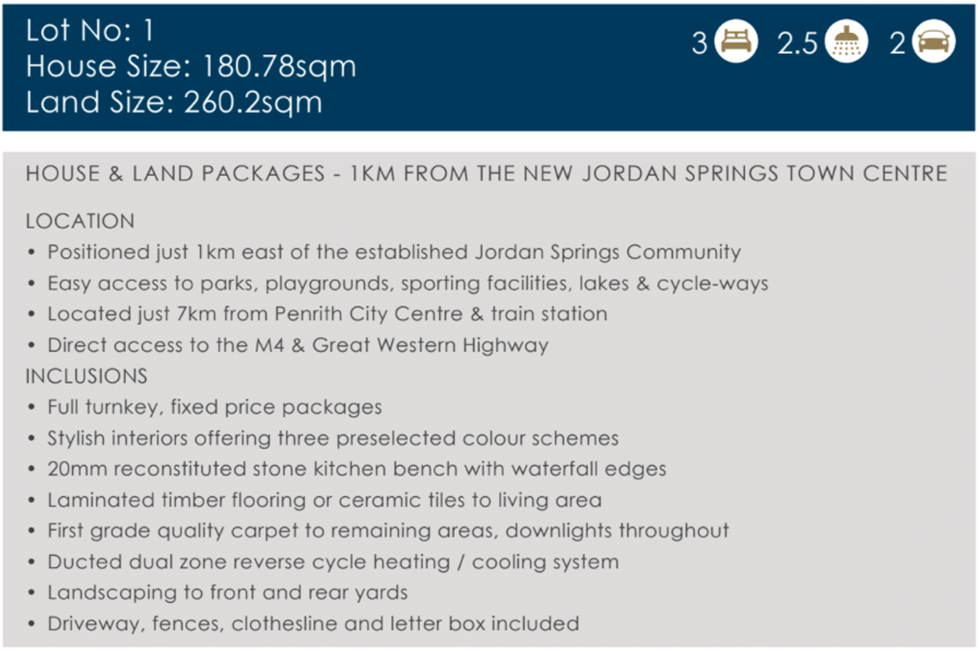 Lot No: 1
3 2.5 2
House Size: 180.78sqm
Land Size: 260.2sqm
HOUSE & LAND PACKAGES - 1KM FROM THE NEW JORDAN SPRINGS TOWN CENTRE
LOCATION
• Positioned just 1km east of the established Jordan Springs Community
• Easy access to parks, playgrounds, sporting facilities, lakes & cycle-ways
• Located just 7km from Penrith City Centre & train station
• Direct access to the M4 & Great Western Highway
INCLUSIONS
• Full turnkey, fixed price packages
• Stylish interiors offering three preselected colour schemes
• 20mm reconstituted stone kitchen bench with waterfall edges
• Laminated timber flooring or ceramic tiles to living area
• First grade quality carpet to remaining areas, downlights throughout
• Ducted dual zone reverse cycle heating / cooling system
• Landscaping to front and rear yards
• Driveway, fences, clothesline and letter box included